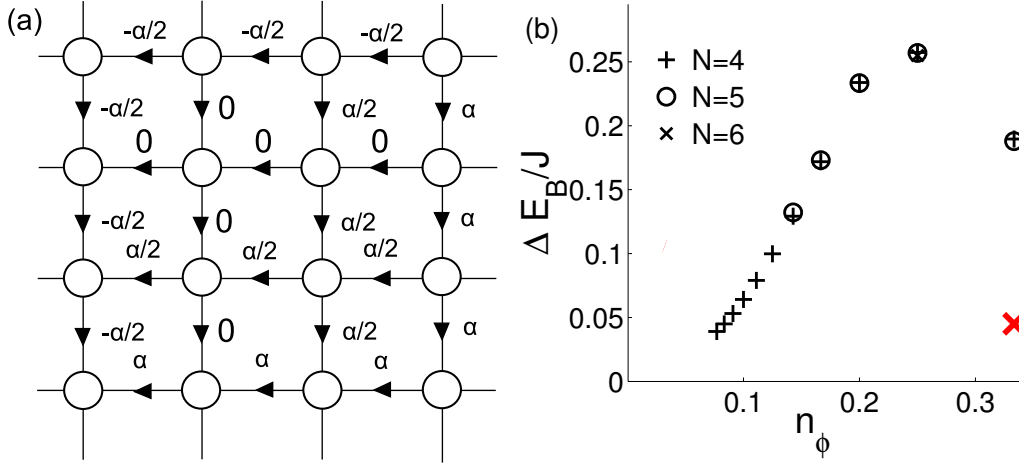 (a)
-α/2 -α/2 -α/2
-α/2 0 α/2 α
0 0 0
-α/2 0 α/2 α
α/2 α/2 α/2
-α/2 0 α/2 α
α α α
(b)
N=4
N=5
N=6
Δ E_B/J
0.25
0.2
0.15
0.1
0.05
0
0.1 0.2 0.3
n_ϕ